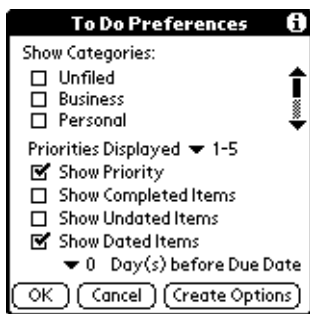 To Do Preferences
Show Categories:
Unfiled
Business
Personal
Priorities Displayed 1-5
Show Priority
Show Completed Items
Show Undated Items
Show Dated Items
0 Day(s) before Due Date
OK Cancel Create Options